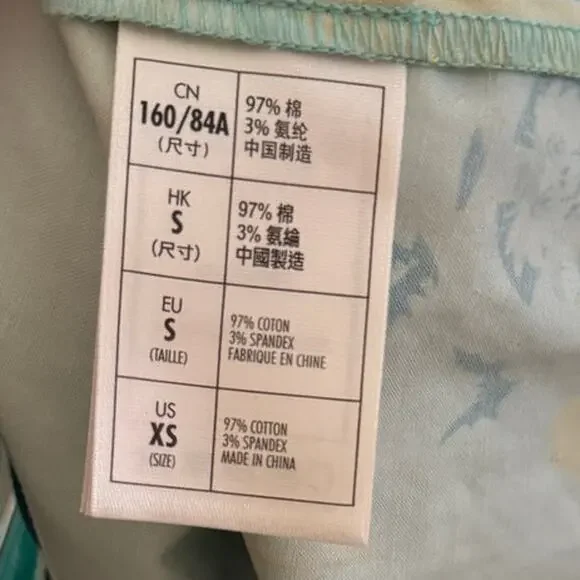 CN
160/84A
(尺寸)
97% 棉
3% 氨纶
中国制造
HK
S
(尺寸)
97% 棉
3% 氨綸
中國製造
EU
S
(TAILLE)
97% COTON
3% SPANDEX
FABRIQUE EN CHINE
US
XS
(SIZE)
97% COTTON
3% SPANDEX
MADE IN CHINA